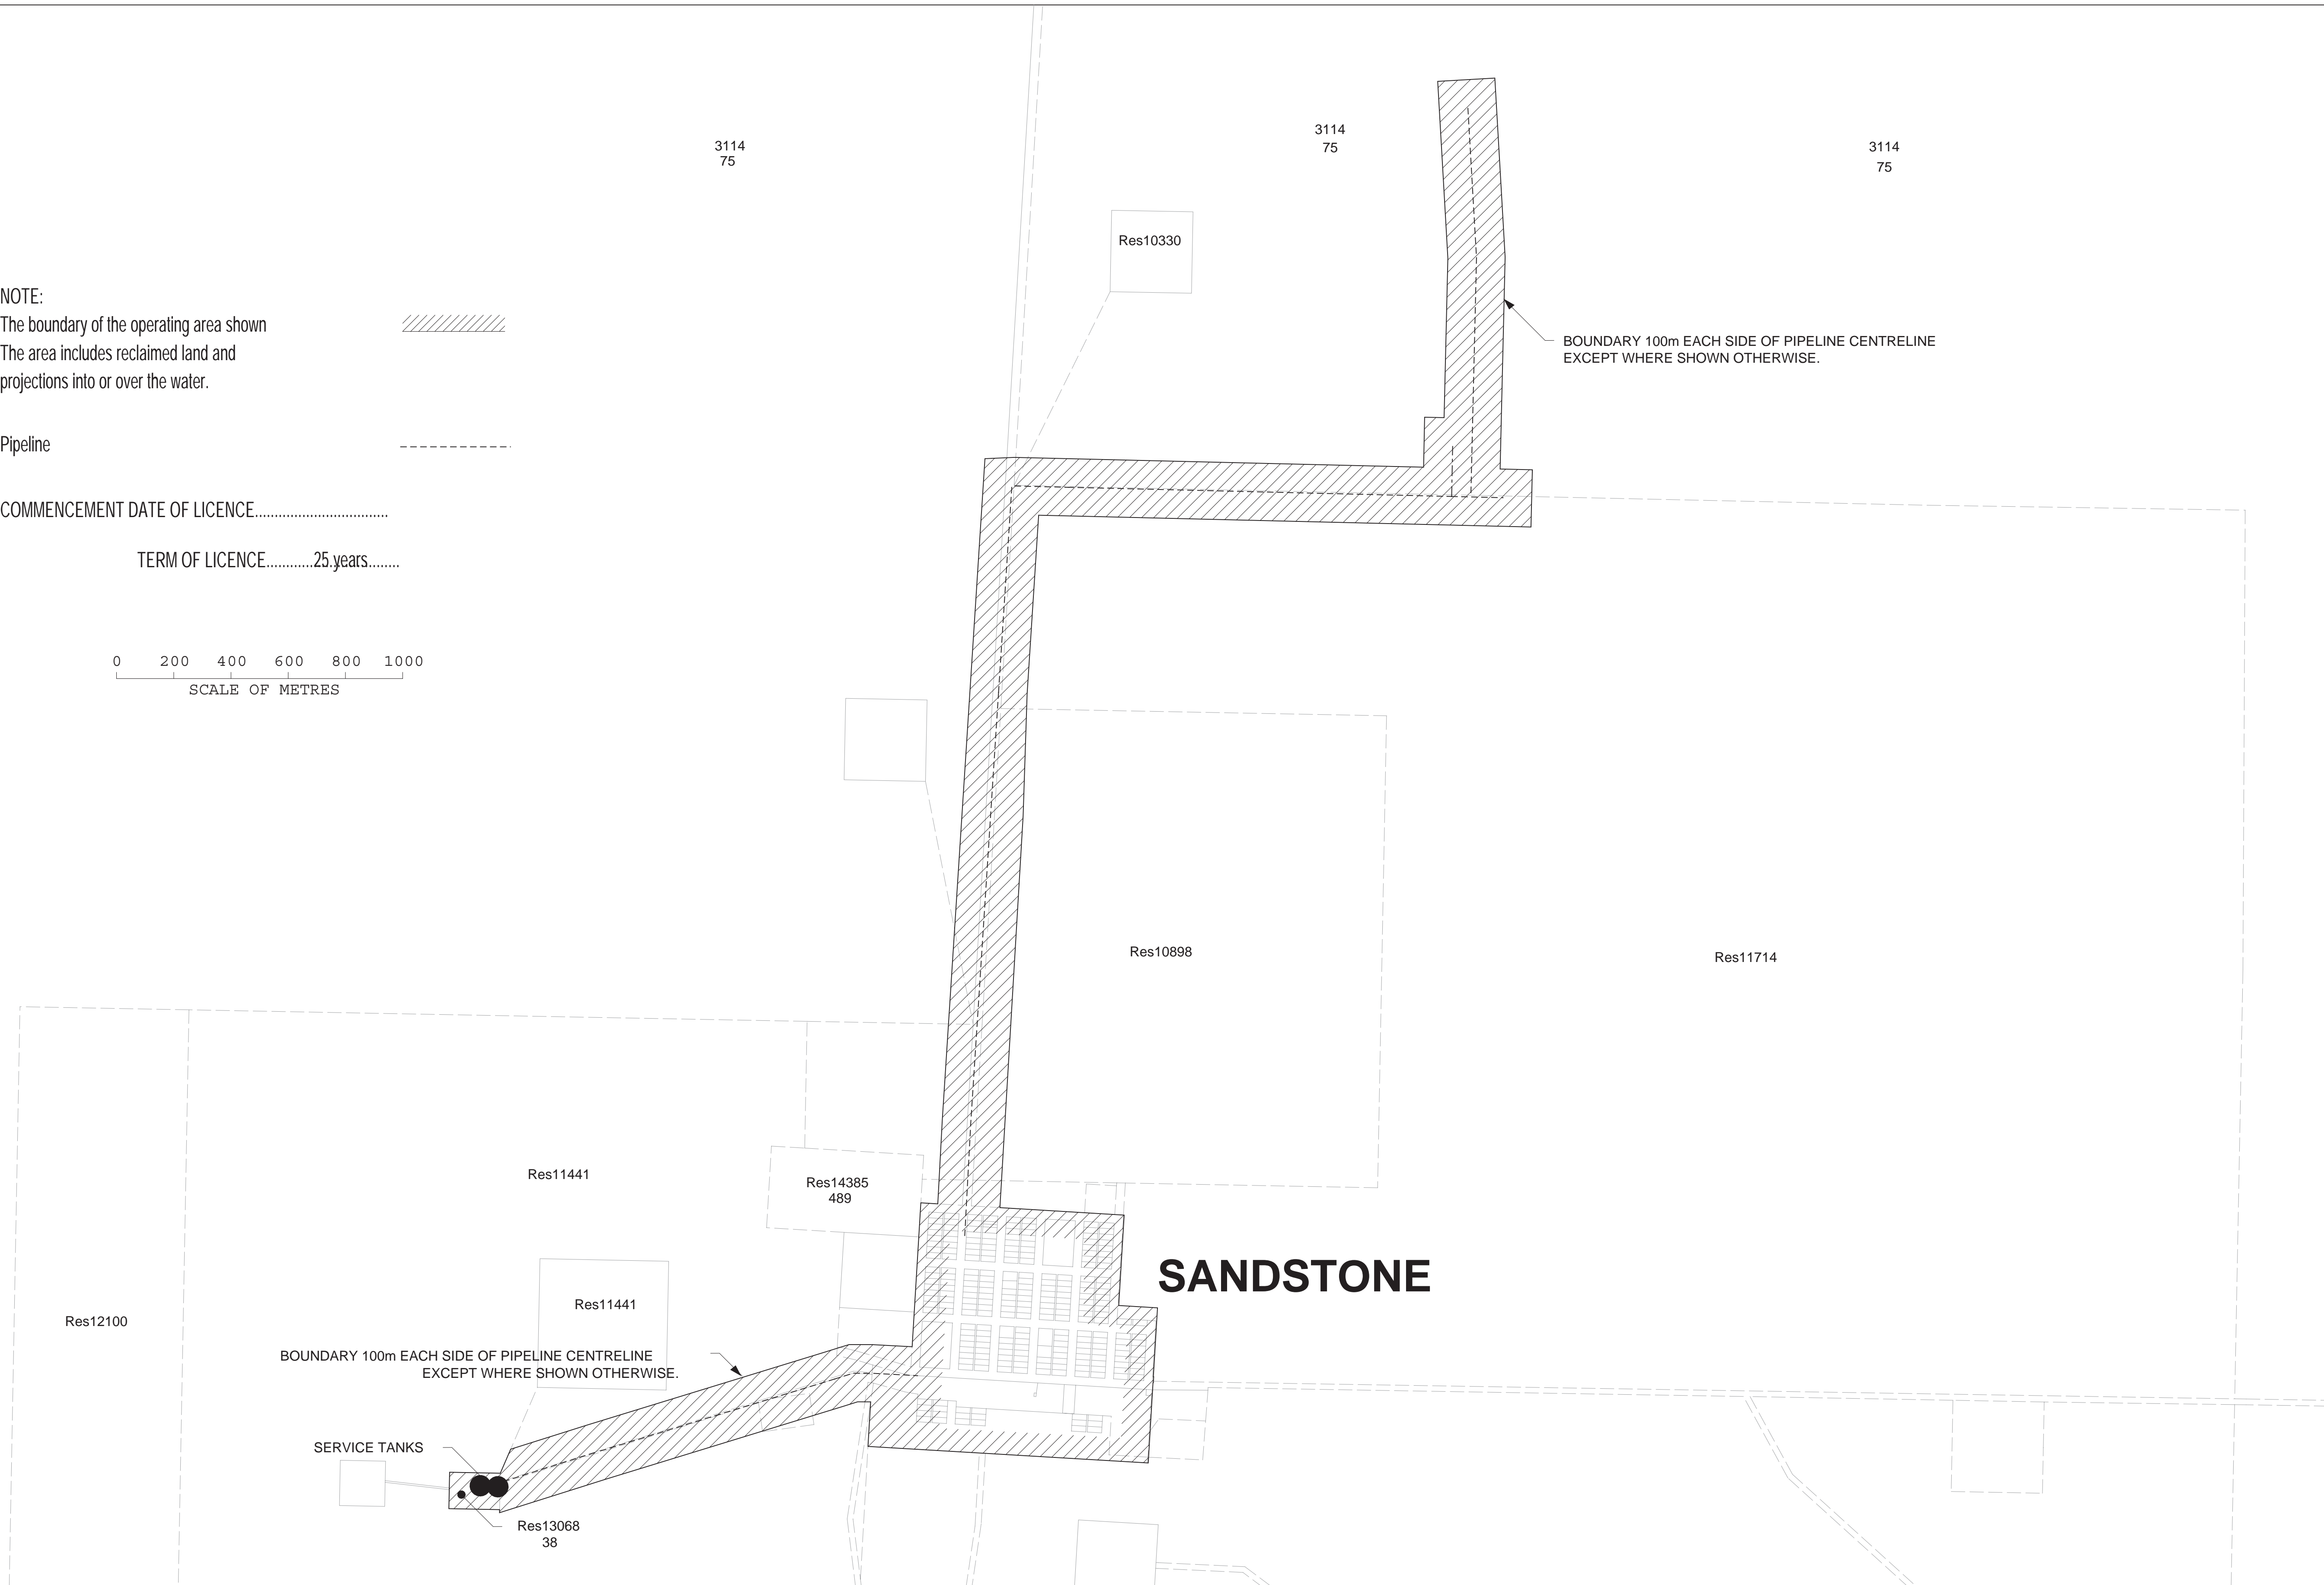 3114
75
3114
75
3114
75
Res10330
NOTE:
The boundary of the operating area shown
The area includes reclaimed land and
projections into or over the water.
BOUNDARY 100m EACH SIDE OF PIPELINE CENTRELINE
EXCEPT WHERE SHOWN OTHERWISE.
Pipeline
COMMENCEMENT DATE OF LICENCE..................................
TERM OF LICENCE............25.years........
0 200 400 600 800 1000
SCALE OF METRES
Res10898
Res11714
Res11441
Res14385
489
SANDSTONE
Res11441
Res12100
BOUNDARY 100m EACH SIDE OF PIPELINE CENTRELINE
EXCEPT WHERE SHOWN OTHERWISE.
SERVICE TANKS
Res13068
38